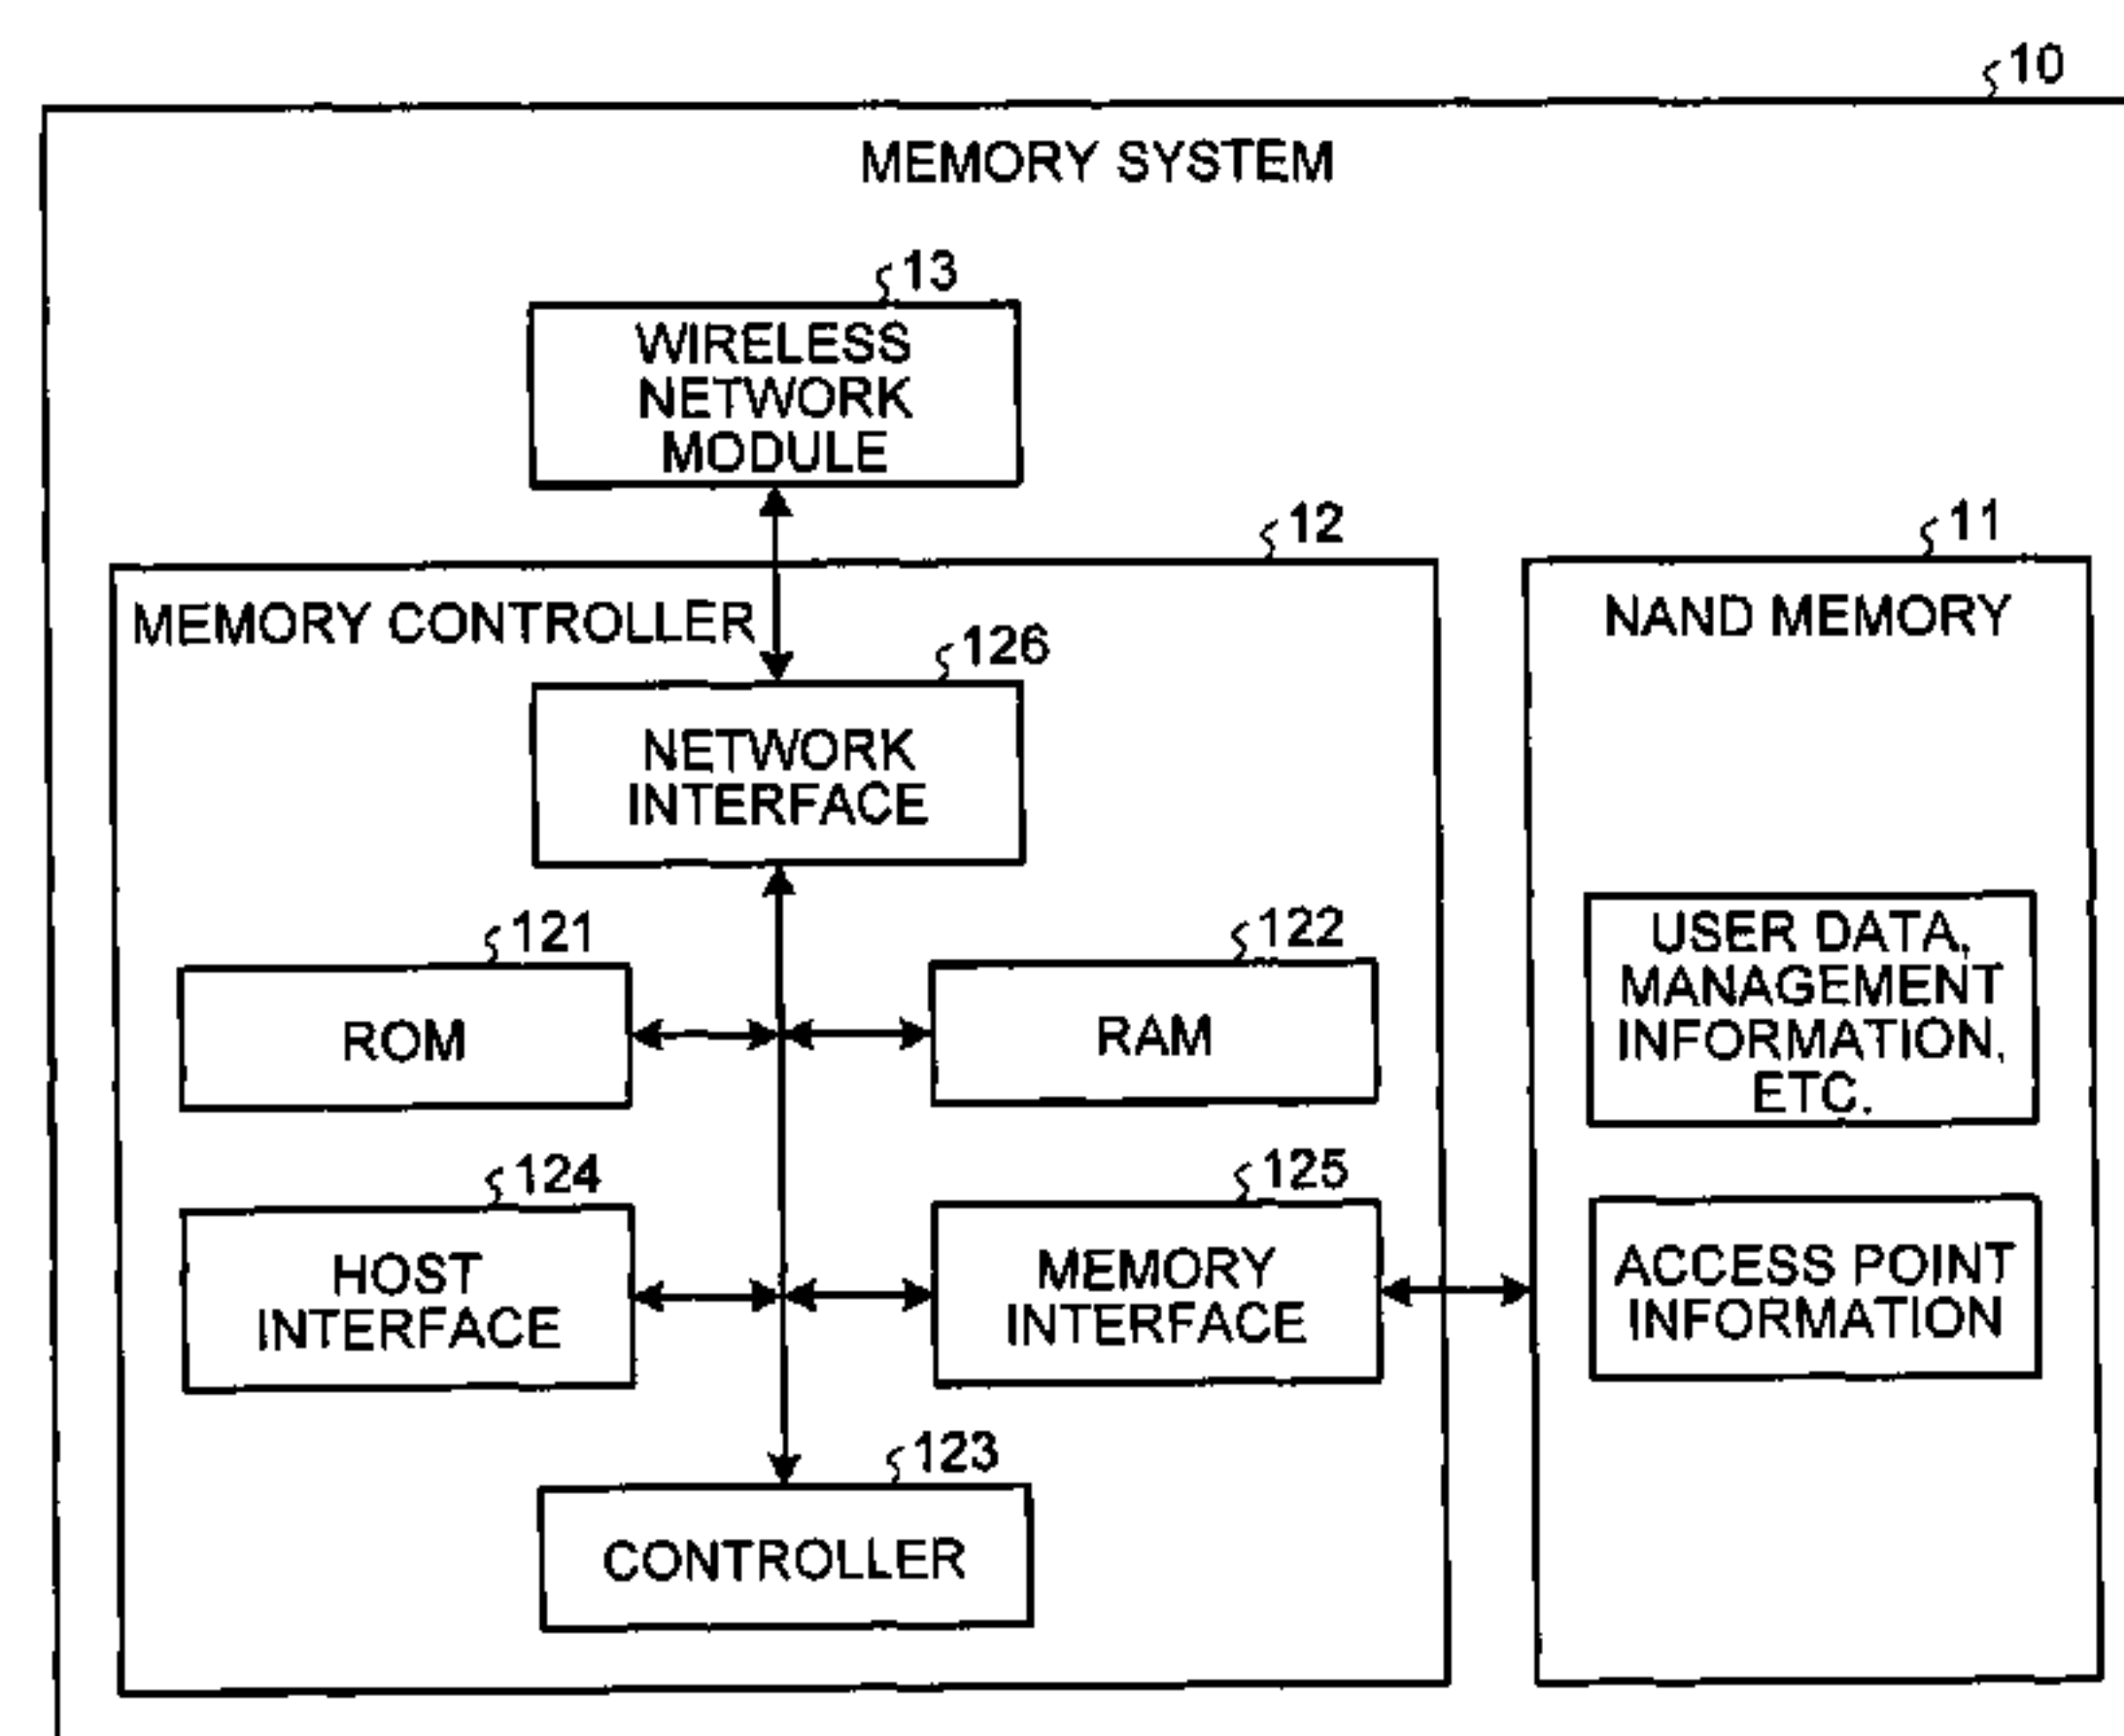 10
MEMORY SYSTEM
13
WIRELESS
NETWORK
MODULE
12
MEMORY CONTROLLER
126
NETWORK
INTERFACE
121
ROM
122
RAM
124
HOST
INTERFACE
125
MEMORY
INTERFACE
123
CONTROLLER
11
NAND MEMORY
USER DATA,
MANAGEMENT
INFORMATION,
ETC.
ACCESS POINT
INFORMATION